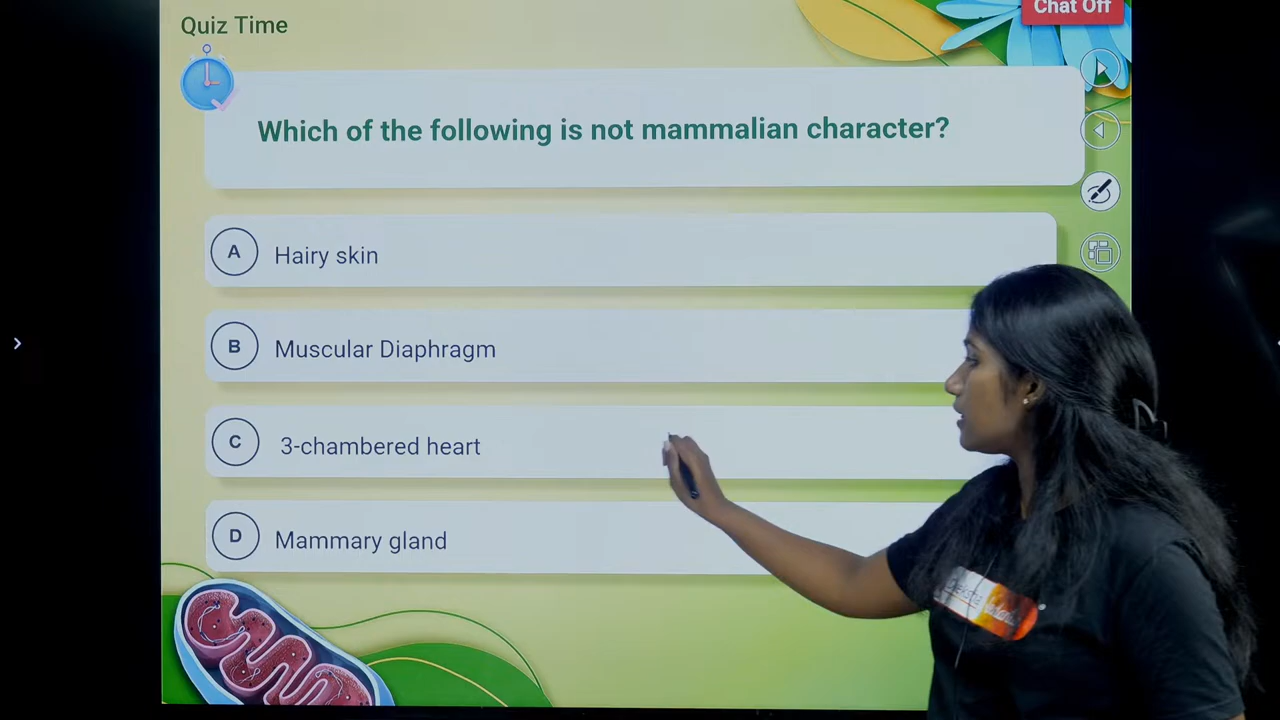 Quiz Time
Chat Off
Which of the following is not mammalian character?
A Hairy skin
B Muscular Diaphragm
C 3-chambered heart
D Mammary gland